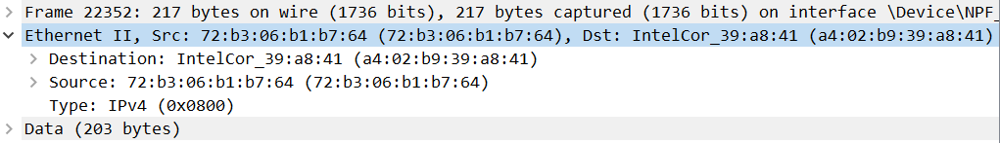 Frame 22352: 217 bytes on wire (1736 bits), 217 bytes captured (1736 bits) on interface \Device\NPF_
Ethernet II, Src: 72:b3:06:b1:b7:64 (72:b3:06:b1:b7:64), Dst: IntelCor_39:a8:41 (a4:02:b9:39:a8:41)
Destination: IntelCor_39:a8:41 (a4:02:b9:39:a8:41)
Source: 72:b3:06:b1:b7:64 (72:b3:06:b1:b7:64)
Type: IPv4 (0x0800)
Data (203 bytes)